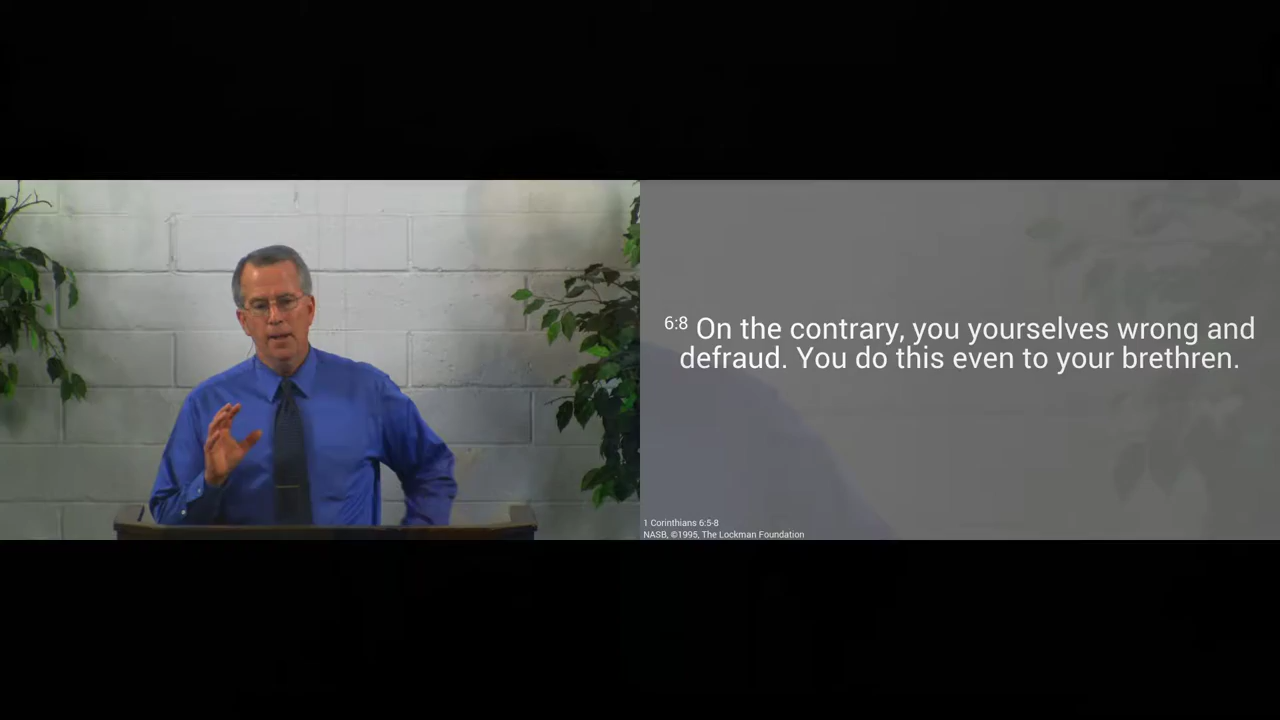 6:8 On the contrary, you yourselves wrong and
defraud. You do this even to your brethren.
1 Corinthians 6:5-8
NASB, ©1995, The Lockman Foundation